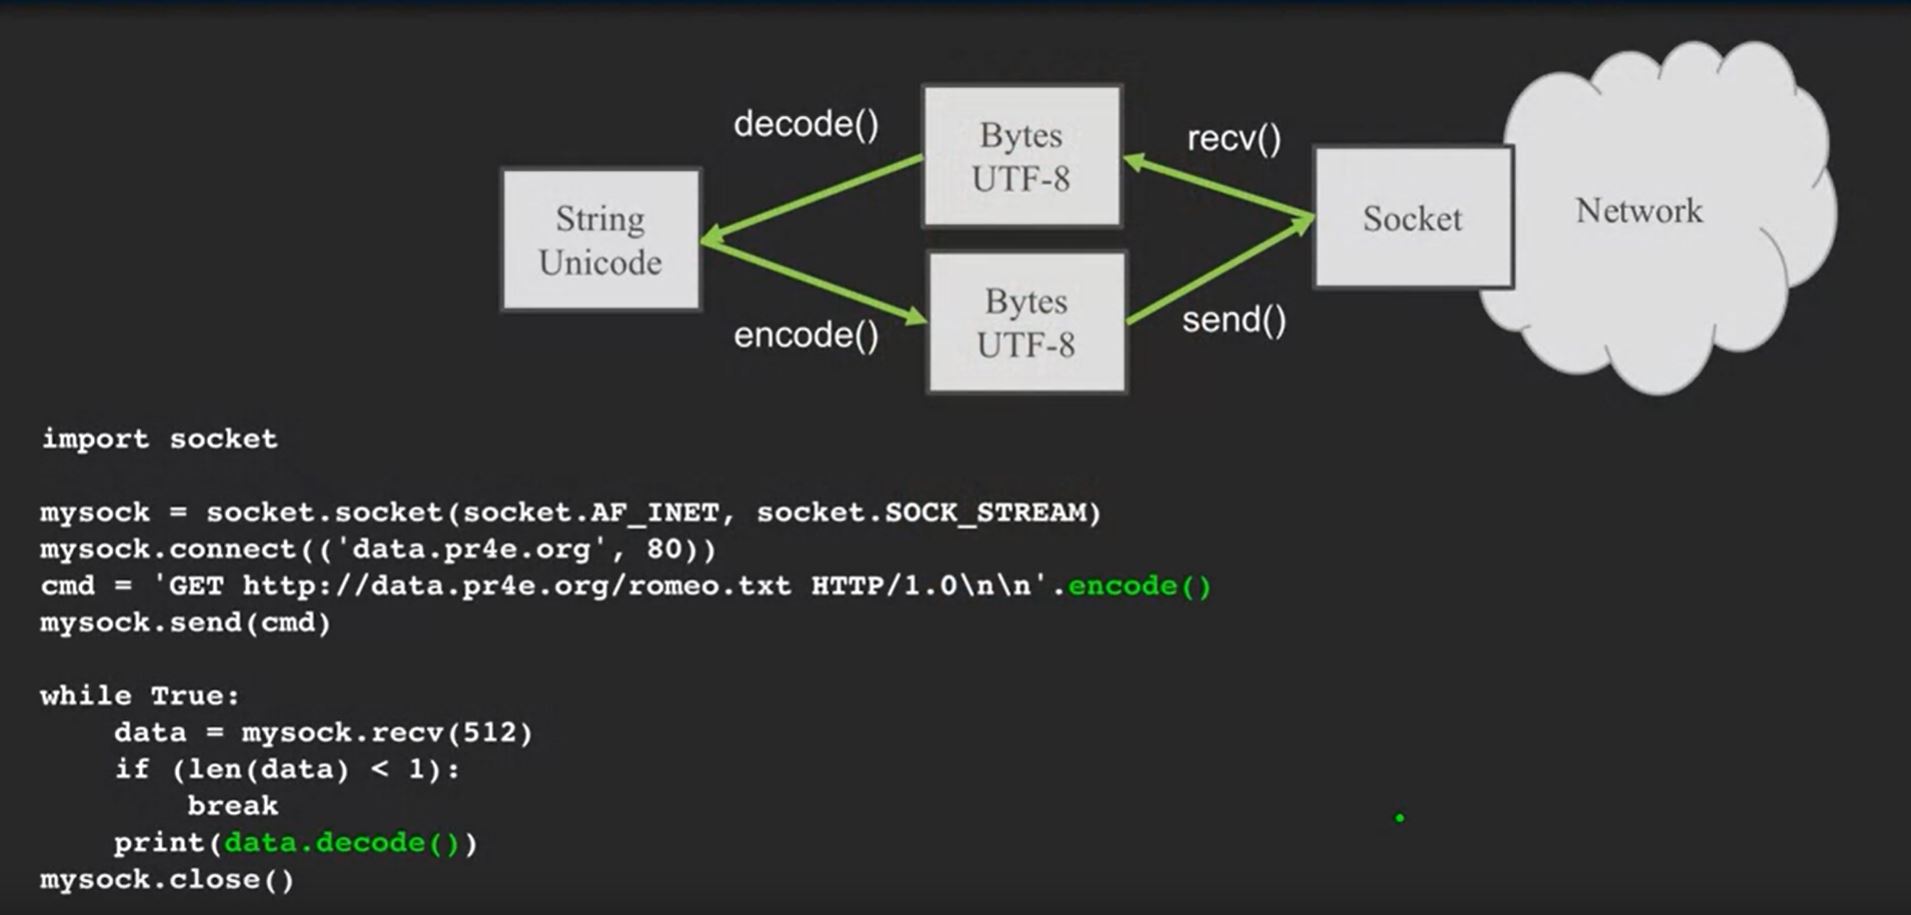 decode()
Bytes
UTF-8
recv()
String
Unicode
Socket
Network
encode()
Bytes
UTF-8
send()
import socket
mysock = socket.socket(socket.AF_INET, socket.SOCK_STREAM)
mysock.connect(('data.pr4e.org', 80))
cmd = 'GET http://data.pr4e.org/romeo.txt HTTP/1.0\n\n'.encode()
mysock.send(cmd)
while True:
    data = mysock.recv(512)
    if (len(data) < 1):
        break
    print(data.decode())
mysock.close()